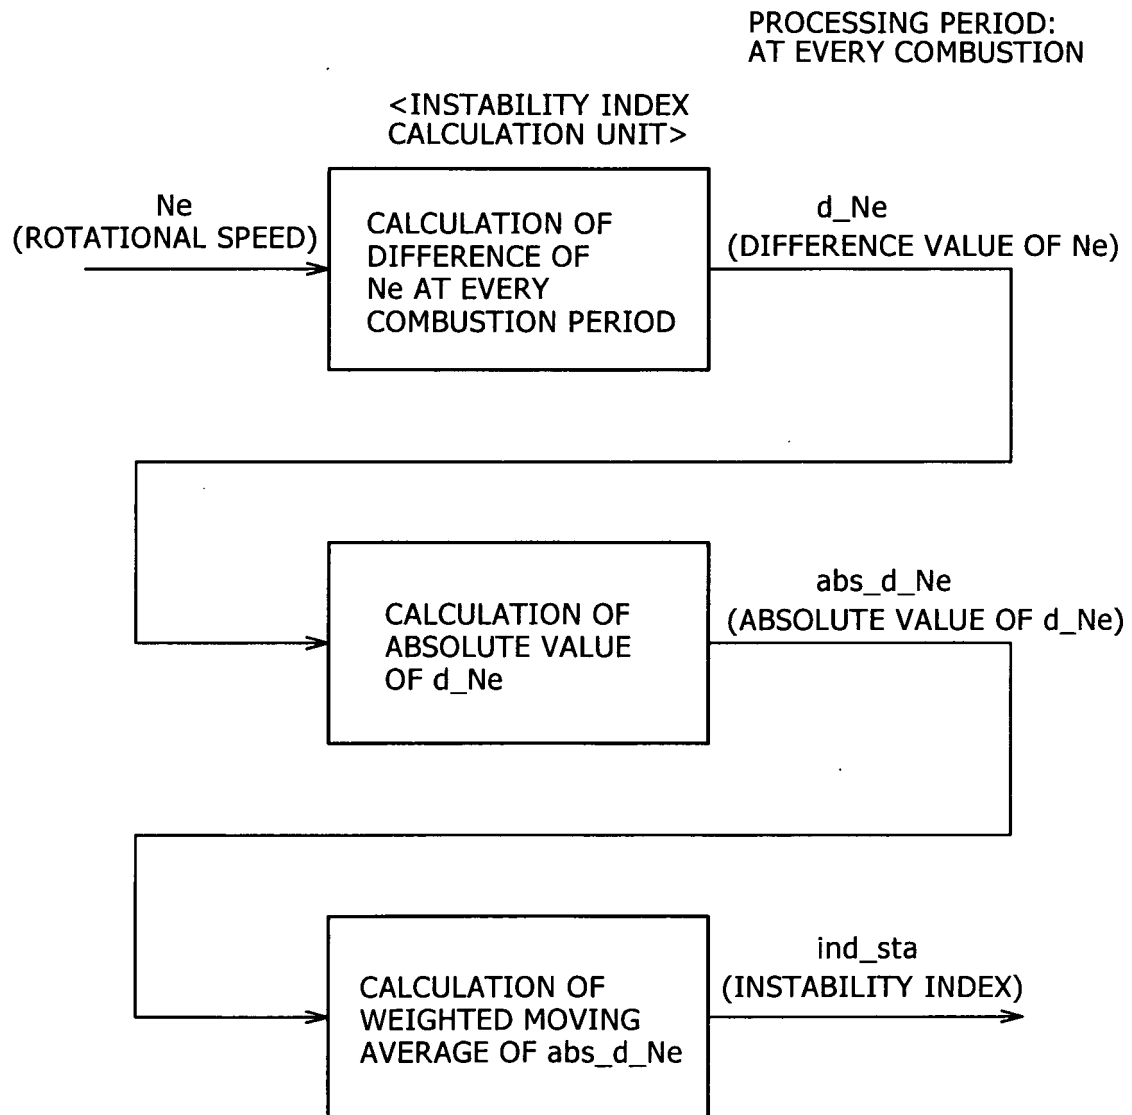 PROCESSING PERIOD:
AT EVERY COMBUSTION
<INSTABILITY INDEX
CALCULATION UNIT>
Ne
(ROTATIONAL SPEED)
CALCULATION OF
DIFFERENCE OF
Ne AT EVERY
COMBUSTION PERIOD
d_Ne
(DIFFERENCE VALUE OF Ne)
CALCULATION OF
ABSOLUTE VALUE
OF d_Ne
abs_d_Ne
(ABSOLUTE VALUE OF d_Ne)
CALCULATION OF
WEIGHTED MOVING
AVERAGE OF abs_d_Ne
ind_sta
(INSTABILITY INDEX)